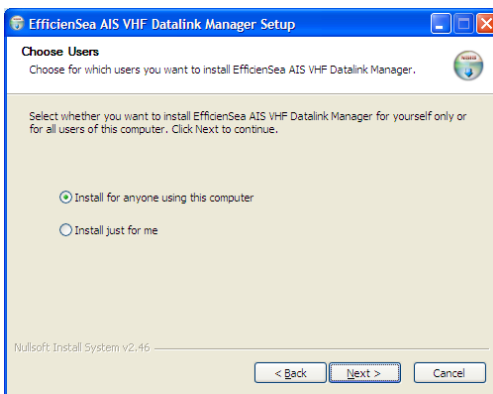 EfficienSea AIS VHF Datalink Manager Setup
Choose Users
Choose for which users you want to install EfficienSea AIS VHF Datalink Manager.
Select whether you want to install EfficienSea AIS VHF Datalink Manager for yourself only or
for all users of this computer. Click Next to continue.
Install for anyone using this computer
Install just for me
Nullsoft Install System v2.46
< Back Next > Cancel